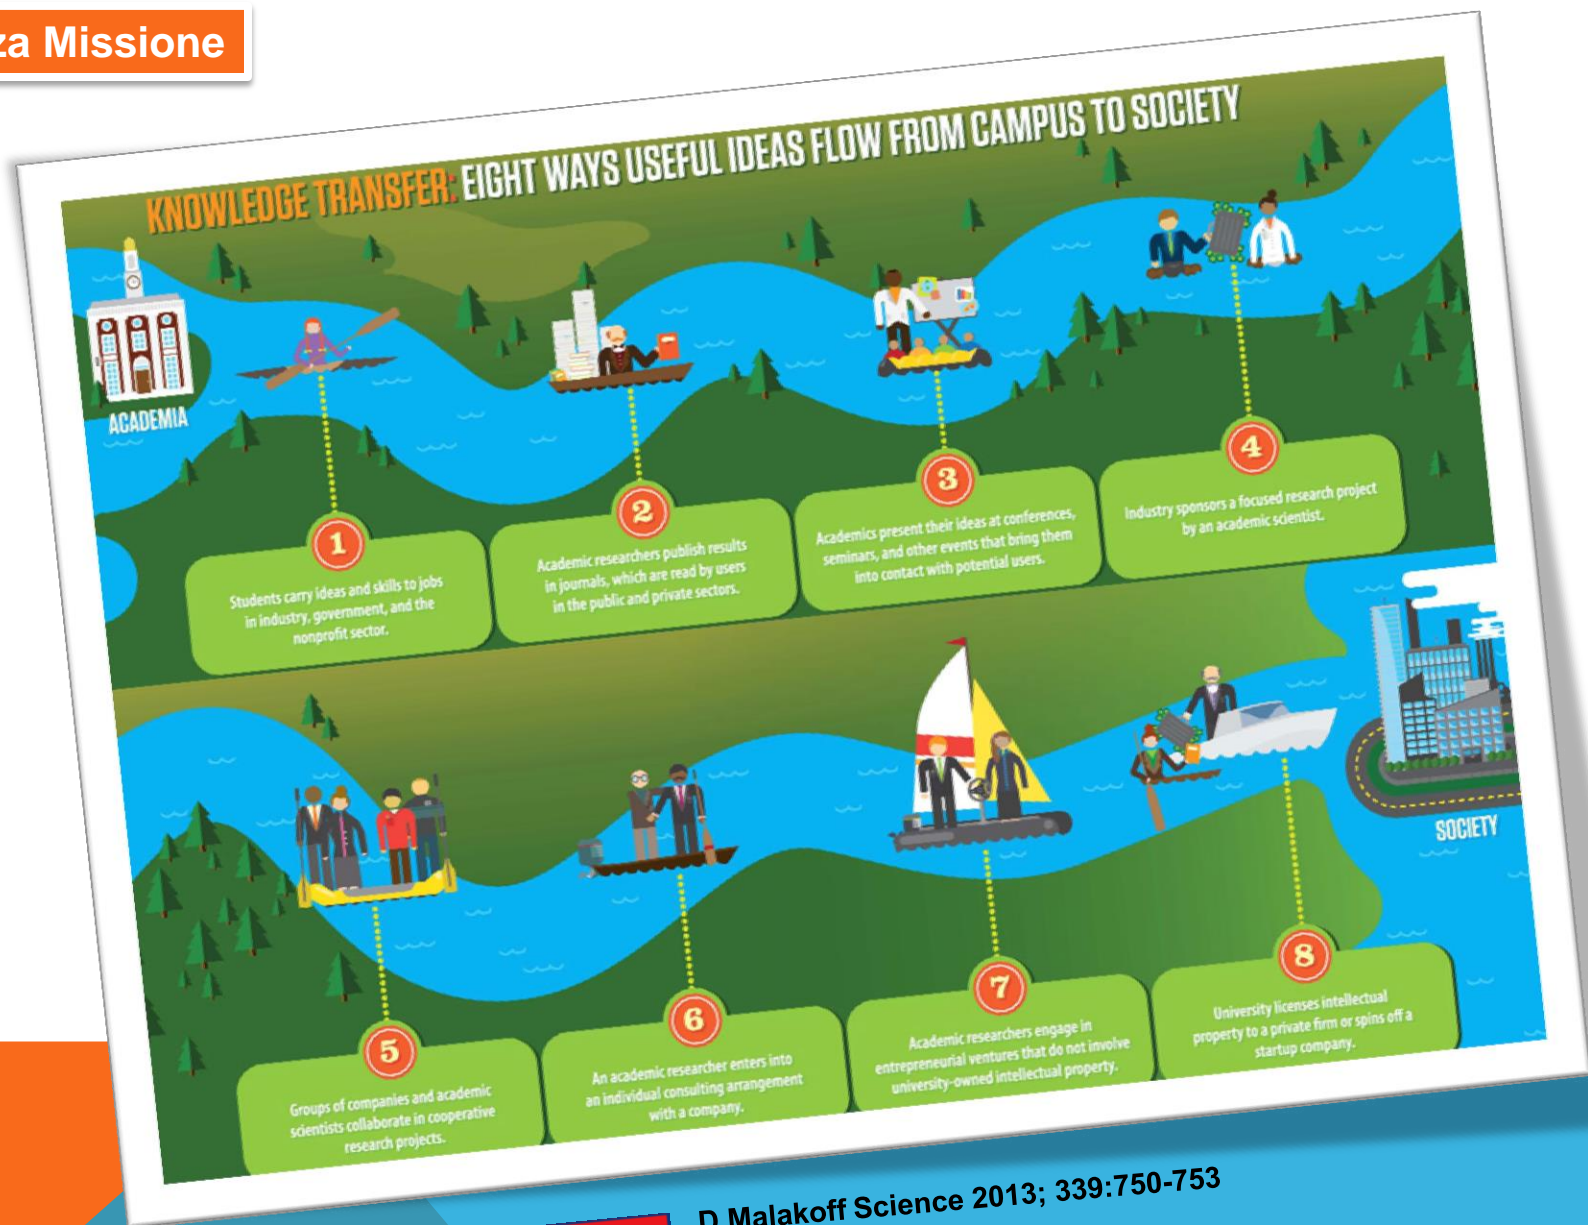 za Missione
KNOWLEDGE TRANSFER: EIGHT WAYS USEFUL IDEAS FLOW FROM CAMPUS TO SOCIETY
ACADEMIA
1
Students carry ideas and skills to jobs
in industry, government, and the
nonprofit sector.
2
Academic researchers publish results
in journals, which are read by users
in the public and private sectors.
3
Academics present their ideas at conferences,
seminars, and other events that bring them
into contact with potential users.
4
Industry sponsors a focused research project
by an academic scientist.
SOCIETY
5
Groups of companies and academic
scientists collaborate in cooperative
research projects.
6
An academic researcher enters into
an individual consulting arrangement
with a company.
7
Academic researchers engage in
entrepreneurial ventures that do not involve
university-owned intellectual property.
8
University licenses intellectual
property to a private firm or spins off a
startup company.
D Malakoff Science 2013; 339:750-753